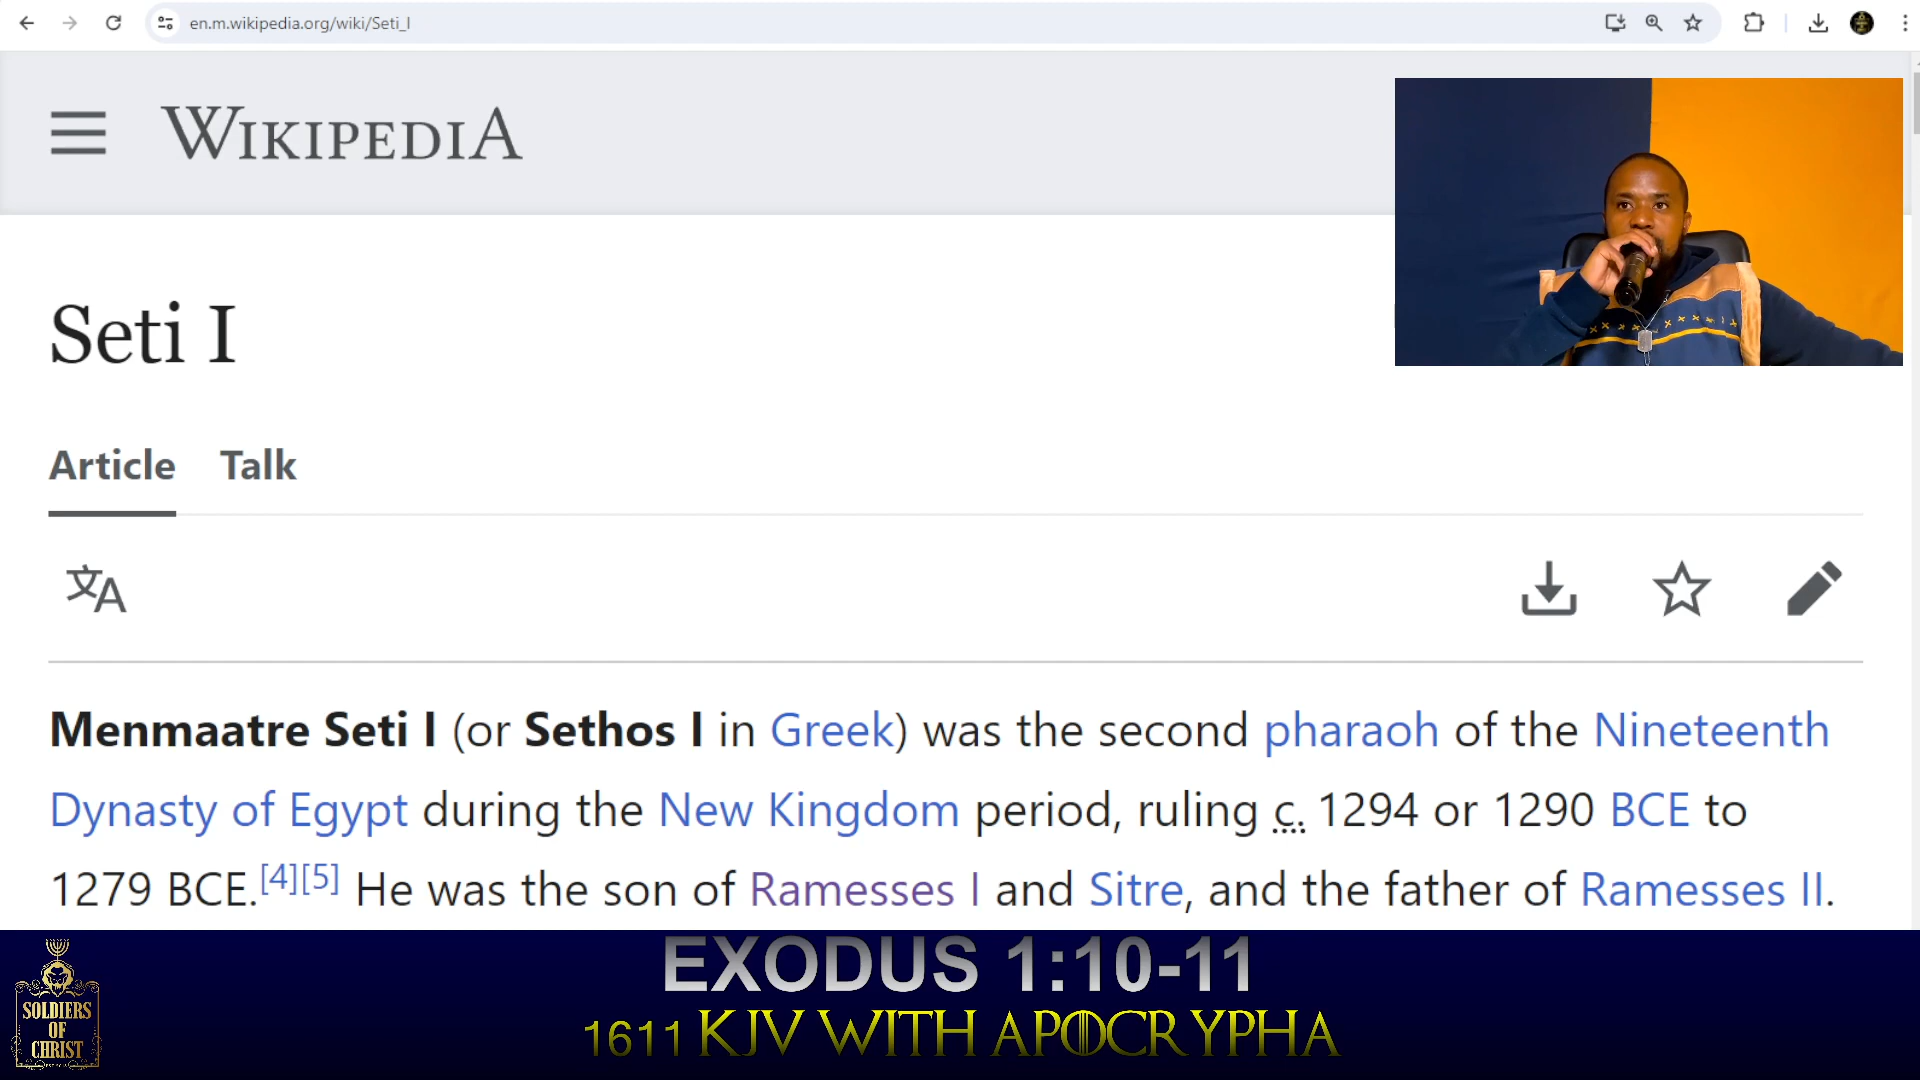 en.m.wikipedia.org/wiki/Seti_I
WIKIPEDIA
Seti I
Article Talk
Menmaatre Seti I (or Sethos I in Greek) was the second pharaoh of the Nineteenth
Dynasty of Egypt during the New Kingdom period, ruling c. 1294 or 1290 BCE to
1279 BCE.[4][5] He was the son of Ramesses I and Sitre, and the father of Ramesses II.
EXODUS 1:10-11
1611 KJV WITH APOCRYPHA
SOLDIERS
OF
CHRIST